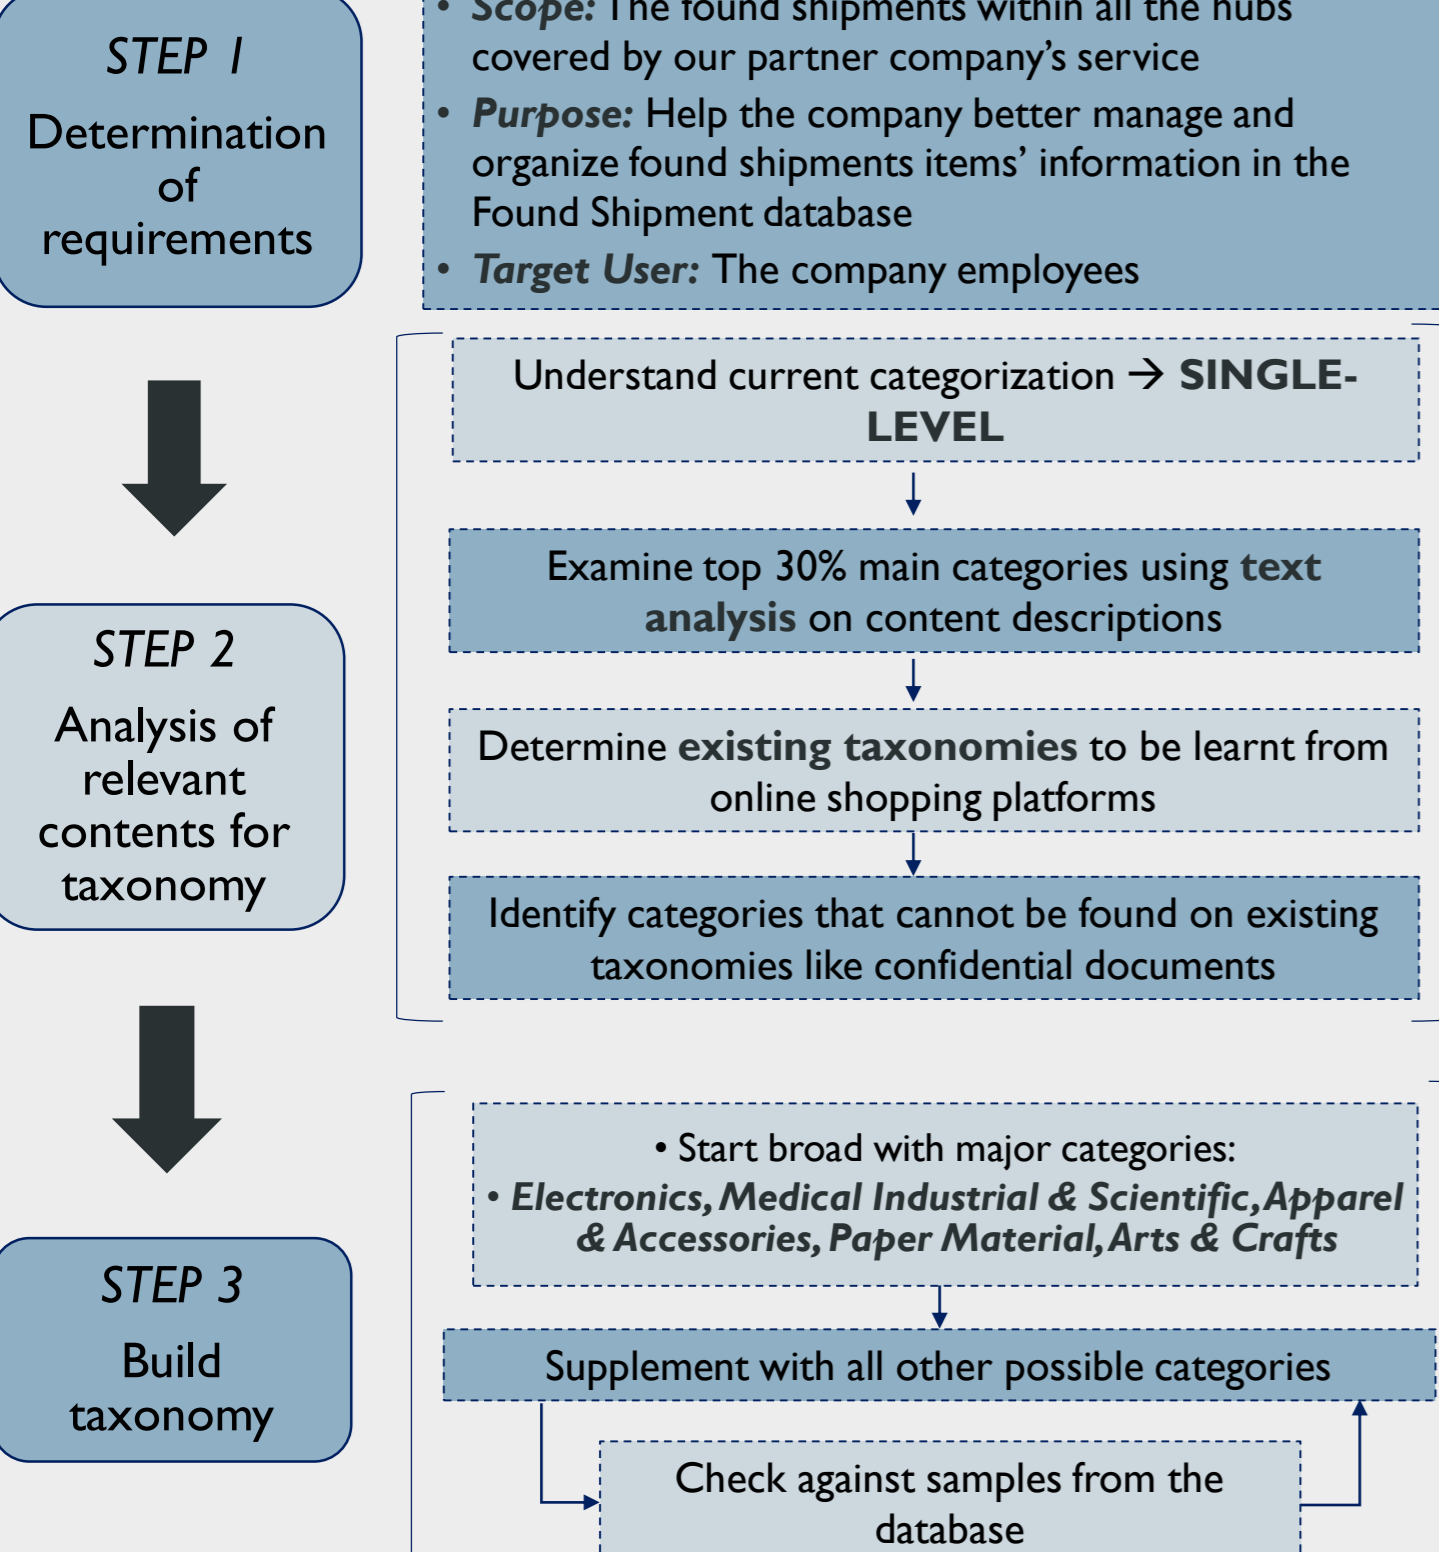 STEP 1
Determination
of
requirements
• Scope: The found shipments within all the hubs
covered by our partner company’s service
• Purpose: Help the company better manage and
organize found shipments items’ information in the
Found Shipment database
• Target User: The company employees
STEP 2
Analysis of
relevant
contents for
taxonomy
Understand current categorization → SINGLE-
LEVEL
Examine top 30% main categories using text
analysis on content descriptions
Determine existing taxonomies to be learnt from
online shopping platforms
Identify categories that cannot be found on existing
taxonomies like confidential documents
STEP 3
Build
taxonomy
• Start broad with major categories:
• Electronics, Medical Industrial & Scientific, Apparel
& Accessories, Paper Material, Arts & Crafts
Supplement with all other possible categories
Check against samples from the
database